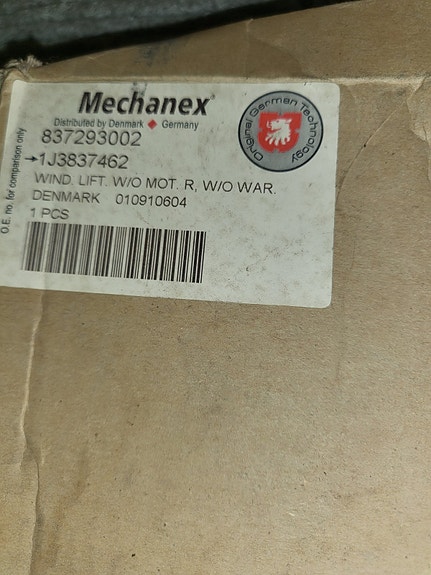 Mechanex®
Distributed by Denmark Germany
837293002
→1J3837462
WIND. LIFT. W/O MOT. R, W/O WAR.
DENMARK 010910604
1 PCS
O.E. no. for comparison only
Original German Technology